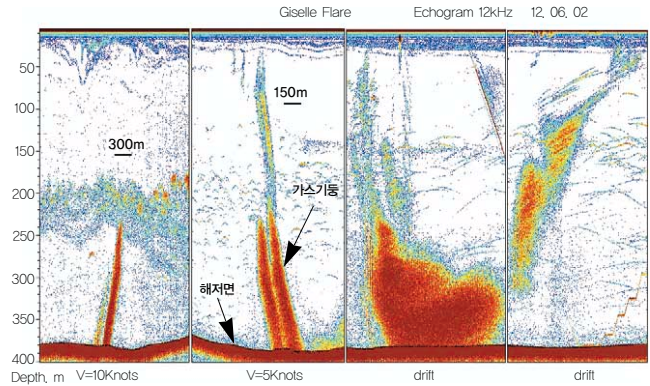 Giselle Flare Echogram 12kHz 12. 06. 02
50
100
150
200
250
300
350
400
300m
150m
가스기둥
해저면
Depth, m V=10Knots V=5Knots drift drift